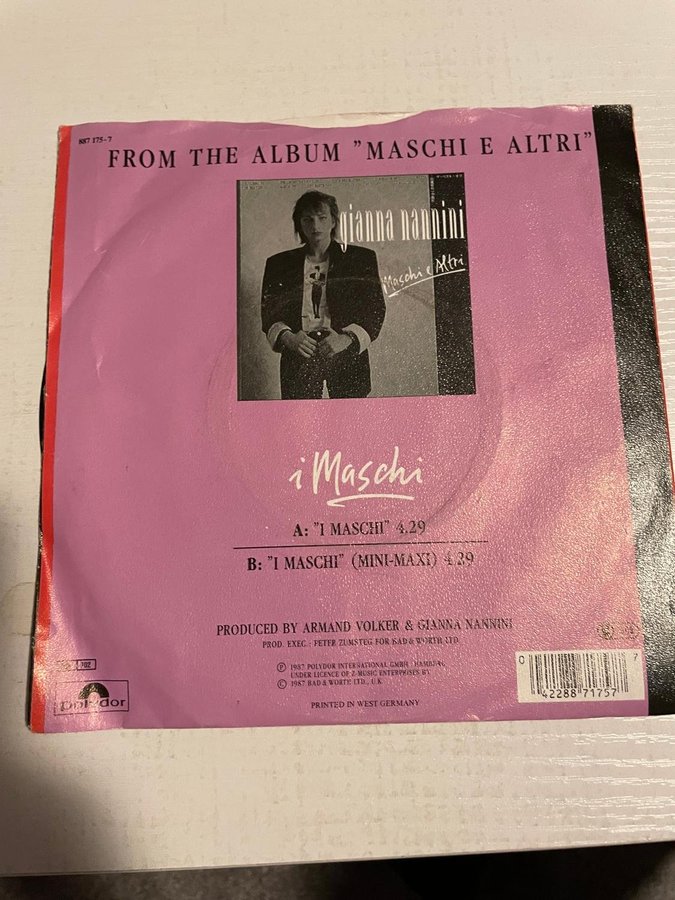 887 175-7
FROM THE ALBUM "MASCHI E ALTRI"
gianna nannini
Maschi e Altri
i Maschi
A: "I MASCHI" 4.29
B: "I MASCHI" (MINI-MAXI) 4.29
PRODUCED BY ARMAND VOLKER & GIANNA NANNINI
PROD. EXEC.: PETER ZUMSTEG FOR BAD & WORTH LTD.
Ⓟ 1987 POLYDOR INTERNATIONAL GMBH, HAMBURG
UNDER LICENCE OF Z-MUSIC ENTERPRISES BV
© 1987 BAD & WORTH LTD., U.K.
PRINTED IN WEST GERMANY
polydor
0 42288 71757 7